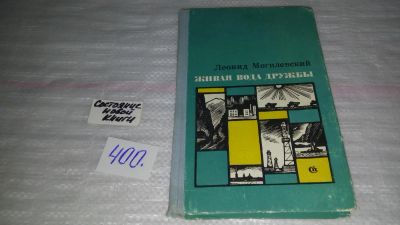 Леонид Могилевский
ЖИВАЯ ВОДА ДРУЖБЫ
Состояние
новой
книги
400.